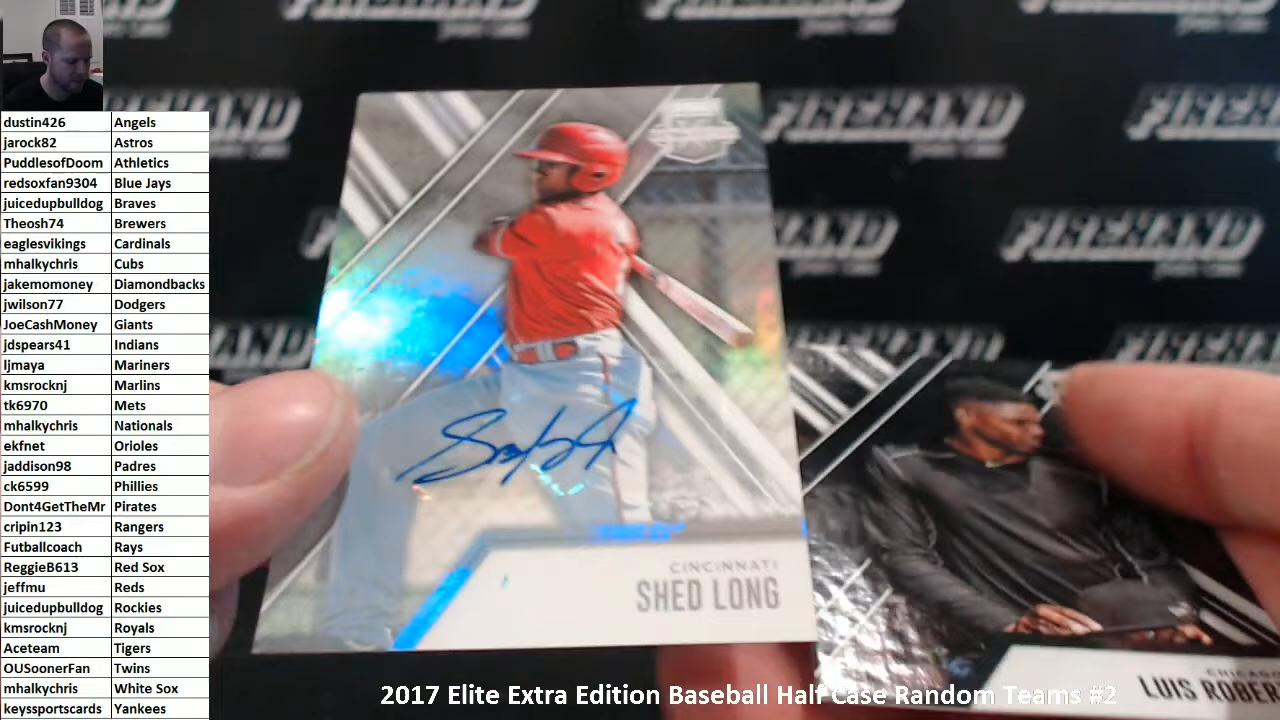 dustin426 Angels
jarock82 Astros
PuddlesofDoom Athletics
redsoxfan9304 Blue Jays
juicedupbulldog Braves
Theosh74 Brewers
eaglesvikings Cardinals
mhalkychris Cubs
jakemomoney Diamondbacks
jwilson77 Dodgers
JoeCashMoney Giants
jdspears41 Indians
ljmaya Mariners
kmsrocknj Marlins
tk6970 Mets
mhalkychris Nationals
ekfnet Orioles
jaddison98 Padres
ck6599 Phillies
Dont4GetTheMr Pirates
cripin123 Rangers
Futballcoach Rays
ReggieB613 Red Sox
jeffmu Reds
juicedupbulldog Rockies
kmsrocknj Royals
Aceteam Tigers
OUSoonerFan Twins
mhalkychris White Sox
keyssportscards Yankees
FIREHAND
FIREHAND
CINCINNATI
SHED LONG
CHICAGO
LUIS ROBER
2017 Elite Extra Edition Baseball Half Case Random Teams #2